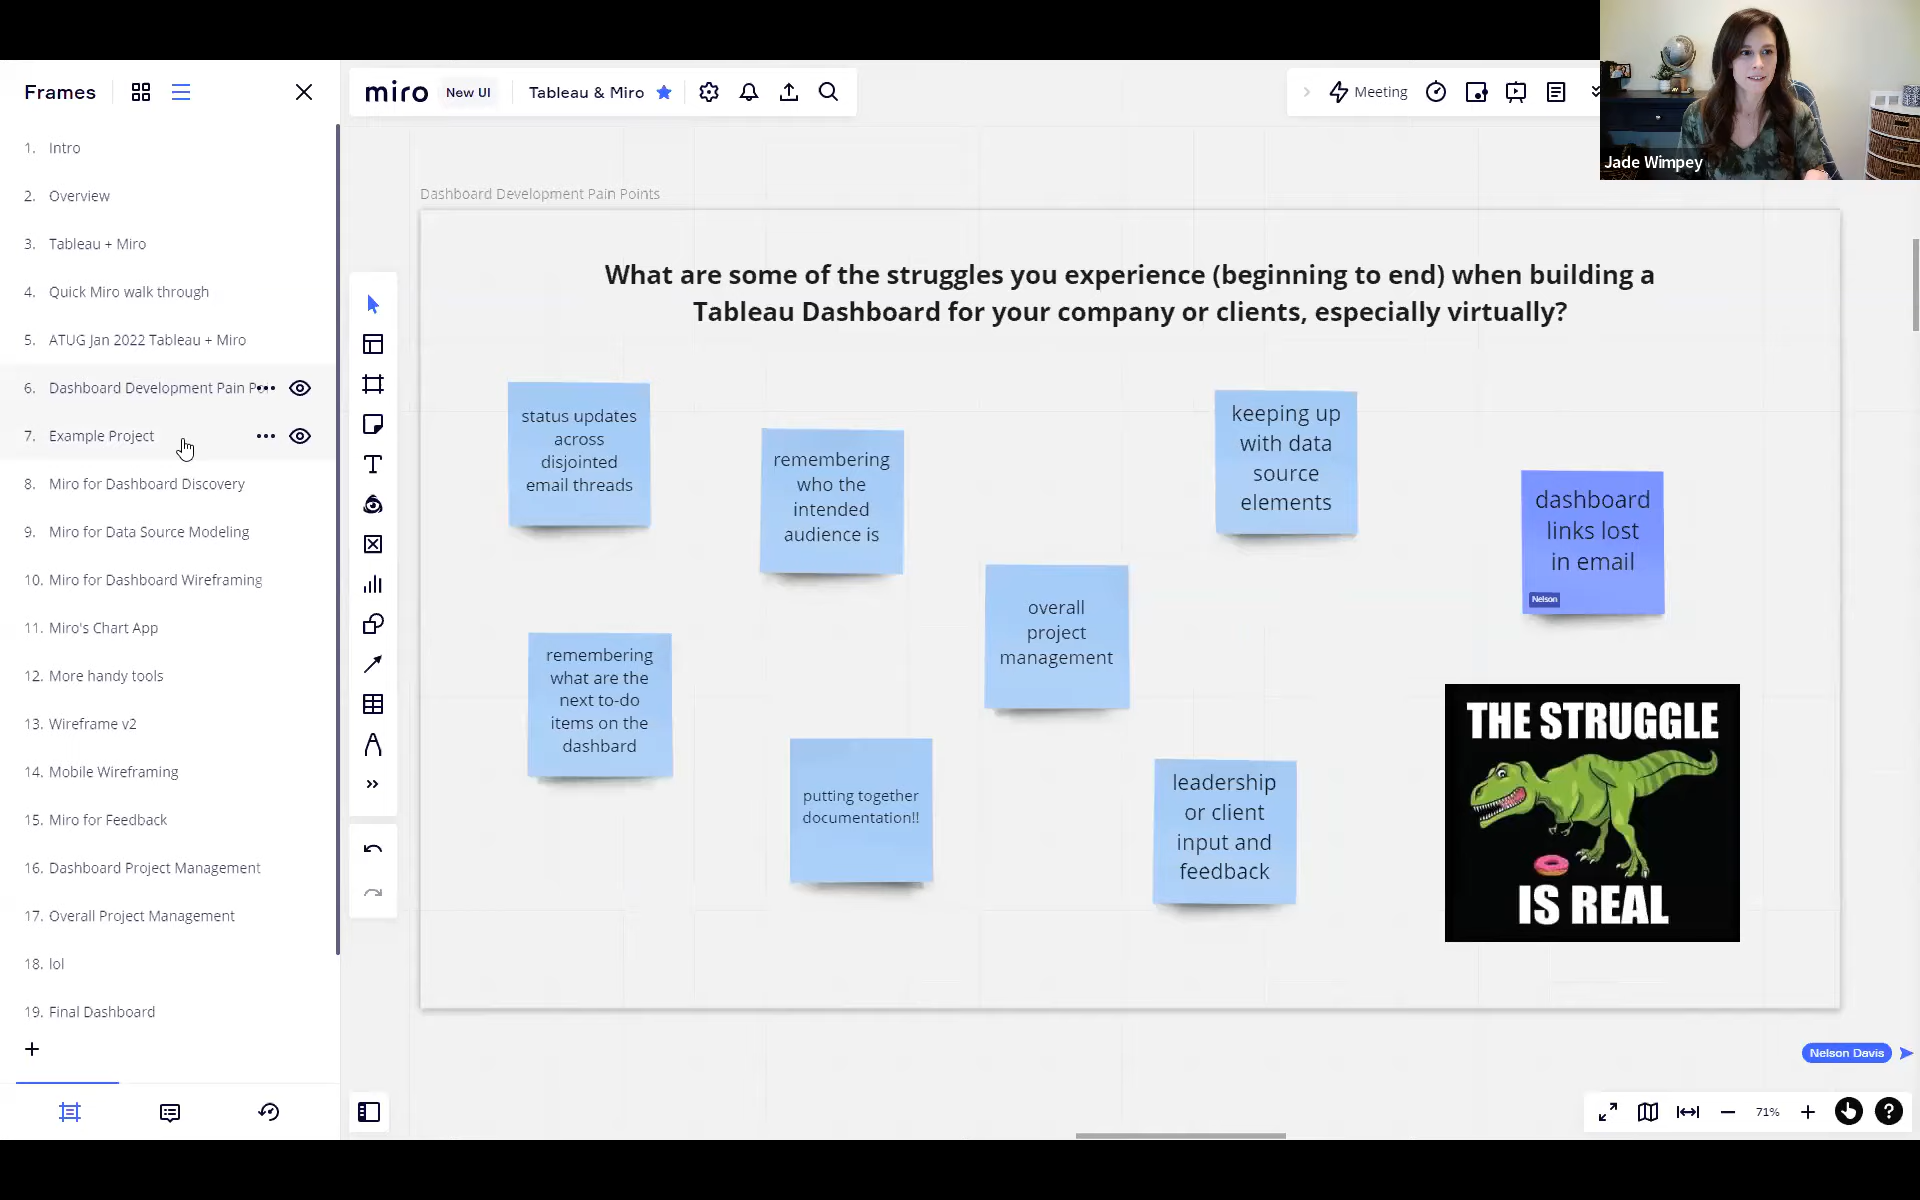 Frames
miro
New UI
Tableau & Miro
Meeting
Jade Wimpey
1. Intro
2. Overview
3. Tableau + Miro
4. Quick Miro walk through
5. ATUG Jan 2022 Tableau + Miro
6. Dashboard Development Pain Po
7. Example Project
8. Miro for Dashboard Discovery
9. Miro for Data Source Modeling
10. Miro for Dashboard Wireframing
11. Miro's Chart App
12. More handy tools
13. Wireframe v2
14. Mobile Wireframing
15. Miro for Feedback
16. Dashboard Project Management
17. Overall Project Management
18. lol
19. Final Dashboard
Dashboard Development Pain Points
What are some of the struggles you experience (beginning to end) when building a
Tableau Dashboard for your company or clients, especially virtually?
status updates
across
disjointed
email threads
remembering
who the
intended
audience is
keeping up
with data
source
elements
dashboard
links lost
in email
Nelson
overall
project
management
remembering
what are the
next to-do
items on the
dashbard
putting together
documentation!!
leadership
or client
input and
feedback
THE STRUGGLE
IS REAL
Nelson Davis
71%